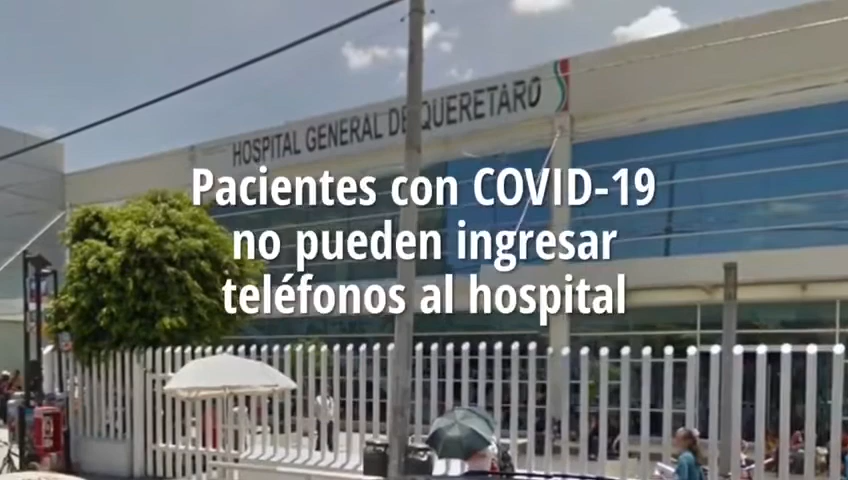 HOSPITAL GENERAL DE QUERETARO
Pacientes con COVID-19
no pueden ingresar
teléfonos al hospital